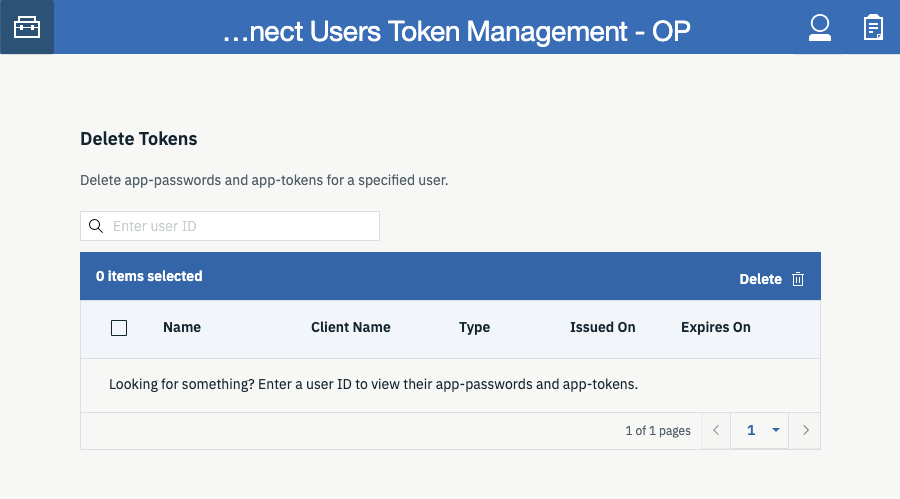 ...nect Users Token Management - OP
Delete Tokens
Delete app-passwords and app-tokens for a specified user.
Enter user ID
0 items selected
Delete
Name Client Name Type Issued On Expires On
Looking for something? Enter a user ID to view their app-passwords and app-tokens.
1 of 1 pages
1